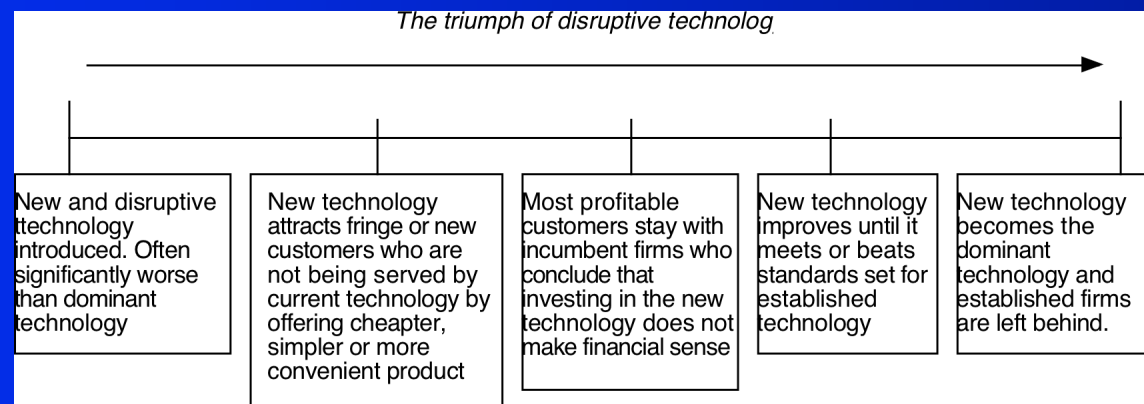 The triumph of disruptive technolog
New and disruptive
ttechnology
introduced. Often
significantly worse
than dominant
technology
New technology
attracts fringe or new
customers who are
not being served by
current technology by
offering cheapter,
simpler or more
convenient product
Most profitable
customers stay with
incumbent firms who
conclude that
investing in the new
technology does not
make financial sense
New technology
improves until it
meets or beats
standards set for
established
technology
New technology
becomes the
dominant
technology and
established firms
are left behind.